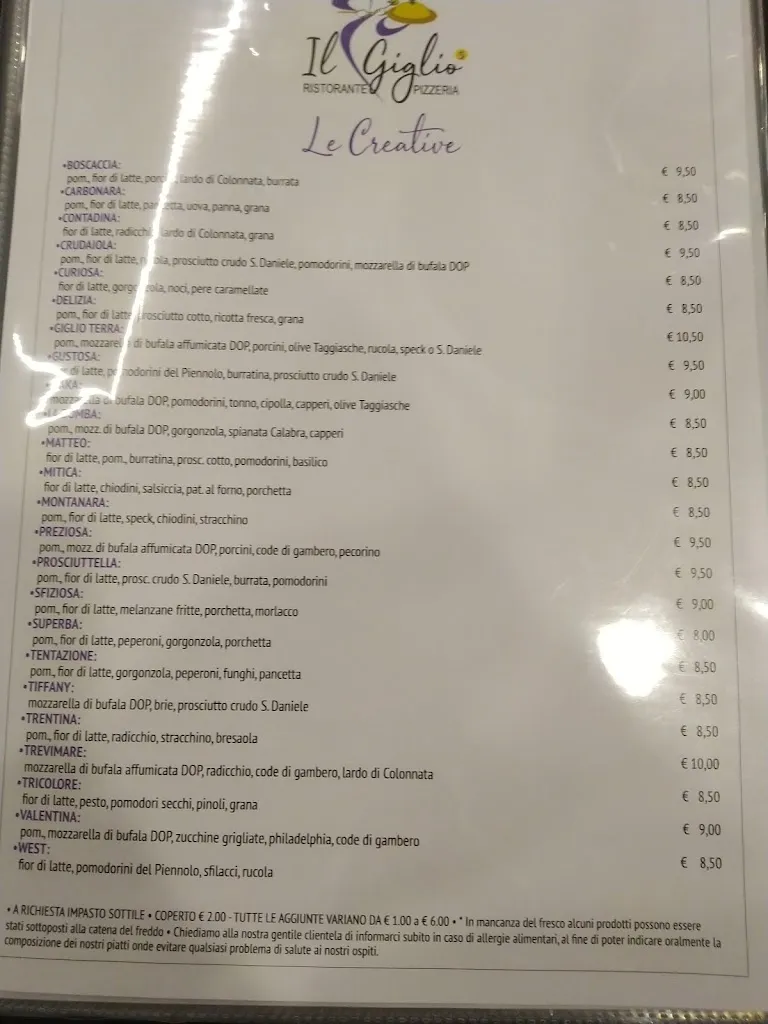 Il Giglio
RISTORANTE PIZZERIA
Le Creative
•BOSCACCIA:
pom., fior di latte, lardo di Colonnata, burrata € 9,50
•CARBONARA:
pom., fior di latte, pancetta, uova, panna, grana € 8,50
•CONTADINA:
fior di latte, radicchio, lardo di Colonnata, grana € 8,50
•CRUDAIOLA:
pom., fior di latte, prosciutto crudo S. Daniele, pomodorini, mozzarella di bufala DOP € 9,50
•CURIOSA:
fior di latte, gorgonzola, noci, pere caramellate € 8,50
•DELIZIA:
pom., fior di latte, prosciutto cotto, ricotta fresca, grana € 8,50
•GIGLIO TERRA:
pom., mozzarella di bufala affumicata DOP, porcini, olive Taggiasche, rucola, speck o S. Daniele € 10,50
•GUSTOSA:
di latte, pomodorini del Piennolo, burratina, prosciutto crudo S. Daniele € 9,50
mozzarella di bufala DOP, pomodorini, tonno, cipolla, capperi, olive Taggiasche € 9,00
pom., mozz. di bufala DOP, gorgonzola, spianata Calabra, capperi € 8,50
•MATTEO:
fior di latte, pom., burratina, prosc. cotto, pomodorini, basilico € 8,50
•MITICA:
fior di latte, chiodini, salsiccia, pat. al forno, porchetta € 8,50
•MONTANARA:
pom., fior di latte, speck, chiodini, stracchino € 8,50
•PREZIOSA:
pom., mozz. di bufala affumicata DOP, porcini, code di gambero, pecorino € 9,50
•PROSCIUTTELLA:
pom., fior di latte, prosc. crudo S. Daniele, burrata, pomodorini € 9,50
•SFIZIOSA:
pom., fior di latte, melanzane fritte, porchetta, morlacco € 9,00
•SUPERBA:
pom., fior di latte, peperoni, gorgonzola, porchetta € 8,00
•TENTAZIONE:
pom., fior di latte, gorgonzola, peperoni, funghi, pancetta € 8,50
•TIFFANY:
mozzarella di bufala DOP, brie, prosciutto crudo S. Daniele € 8,50
•TRENTINA:
pom., fior di latte, radicchio, stracchino, bresaola € 8,50
•TREVIMARE:
mozzarella di bufala affumicata DOP, radicchio, code di gambero, lardo di Colonnata € 10,00
•TRICOLORE:
fior di latte, pesto, pomodori secchi, pinoli, grana € 8,50
•VALENTINA:
pom., mozzarella di bufala DOP, zucchine grigliate, philadelphia, code di gambero € 9,00
•WEST:
fior di latte, pomodorini del Piennolo, sfilacci, rucola € 8,50
• A RICHIESTA IMPASTO SOTTILE • COPERTO € 2.00 - TUTTE LE AGGIUNTE VARIANO DA € 1.00 a € 6.00 • * In mancanza del fresco alcuni prodotti possono essere
stati sottoposti alla catena del freddo • Chiediamo alla nostra gentile clientela di informarci subito in caso di allergie alimentari, al fine di poter indicare oralmente la
composizione dei nostri piatti onde evitare qualsiasi problema di salute ai nostri ospiti.